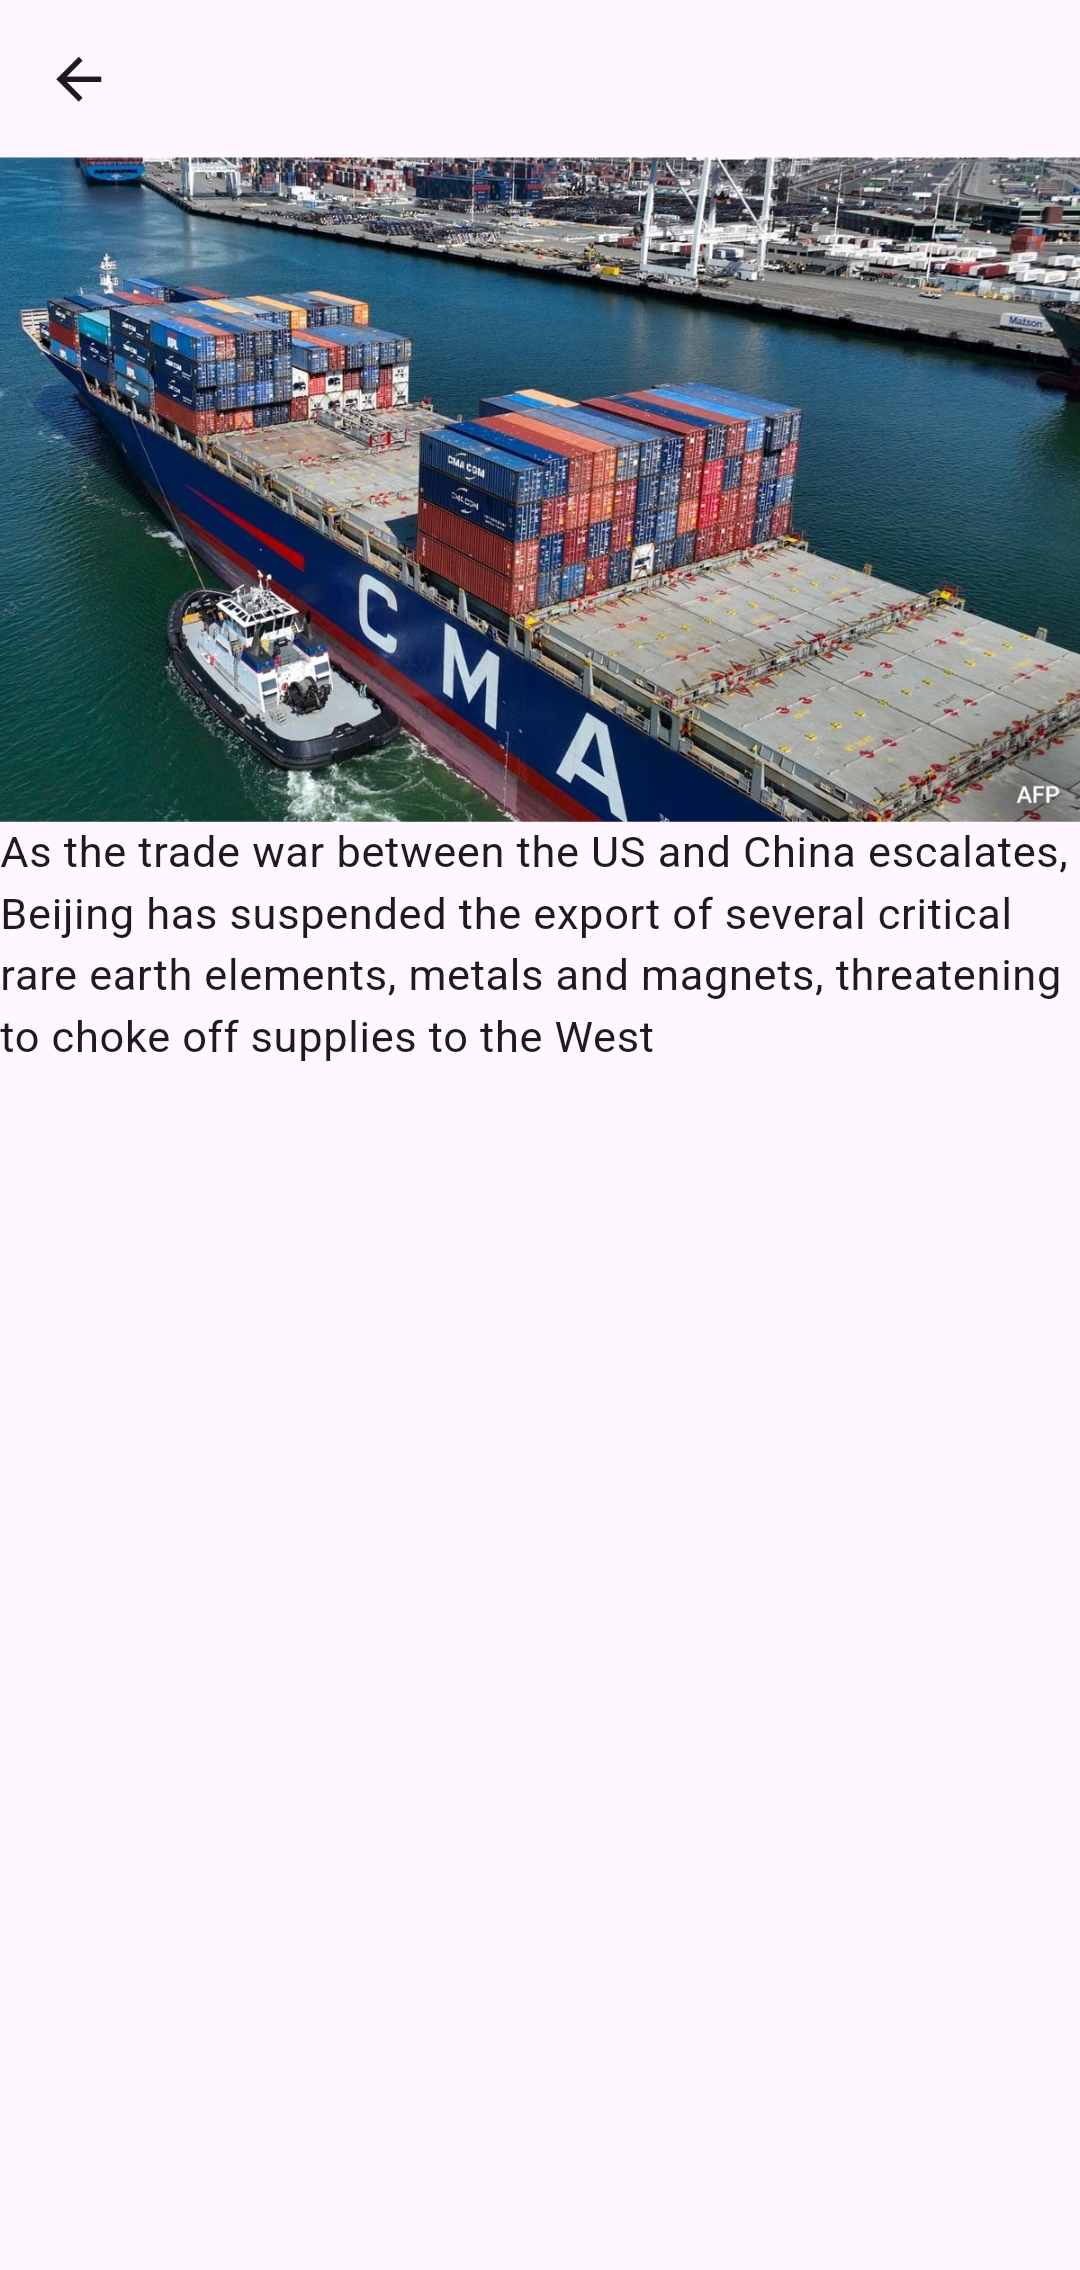 Matson
CMA CGM
CMA CGM
C M A
AFP
As the trade war between the US and China escalates,
Beijing has suspended the export of several critical
rare earth elements, metals and magnets, threatening
to choke off supplies to the West